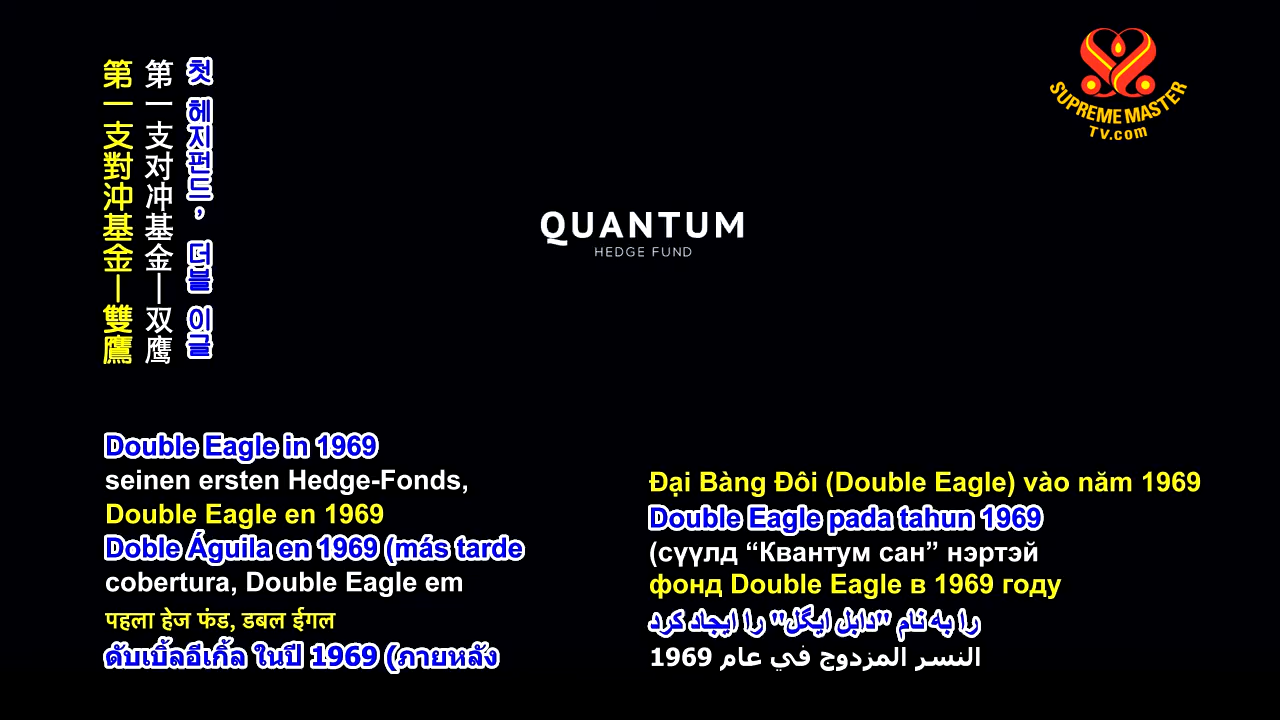 SUPREME MASTER
TV.com
第一支對沖基金—雙鷹
第一支对冲基金—双鹰
첫 헤지펀드, 더블 이글
QUANTUM
HEDGE FUND
Double Eagle in 1969
seinen ersten Hedge-Fonds,
Double Eagle en 1969
Doble Águila en 1969 (más tarde
cobertura, Double Eagle em
पहला हेज फंड, डबल ईगल
ดับเบิ้ลอีเกิ้ล ในปี 1969 (ภายหลัง
Đại Bàng Đôi (Double Eagle) vào năm 1969
Double Eagle pada tahun 1969
(сүүлд “Квантум сан” нэртэй
фонд Double Eagle в 1969 году
را به نام "دابل ایگل" را ایجاد کرد
النسر المزدوج في عام 1969